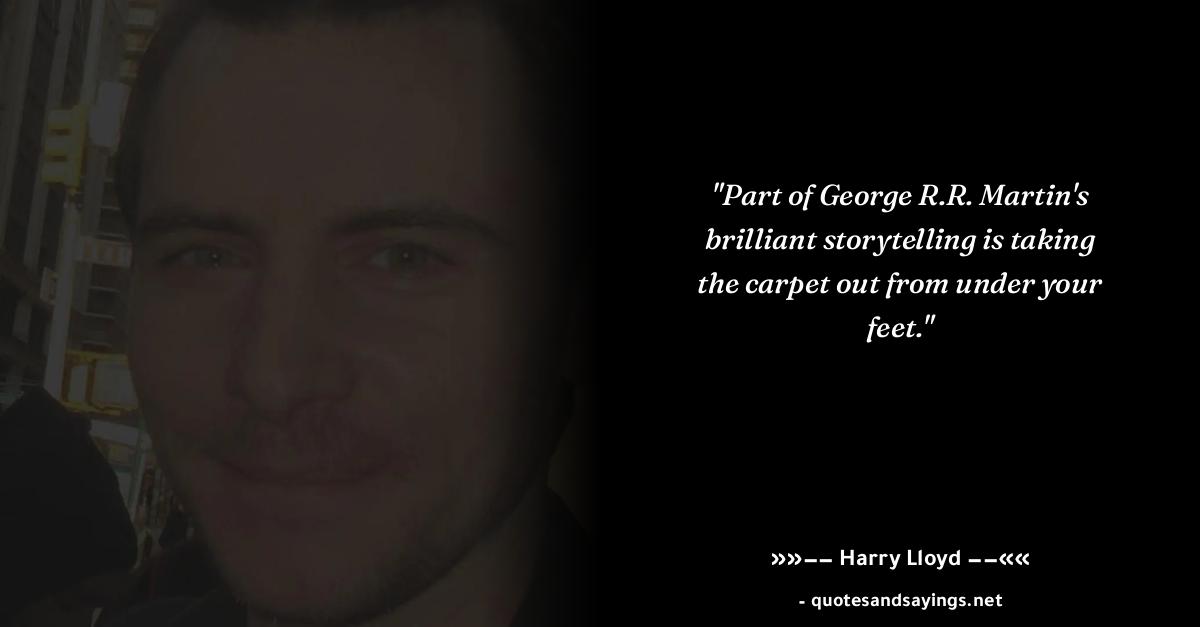 "Part of George R.R. Martin's
brilliant storytelling is taking
the carpet out from under your
feet."
»»–– Harry Lloyd ––««
- quotesandsayings.net